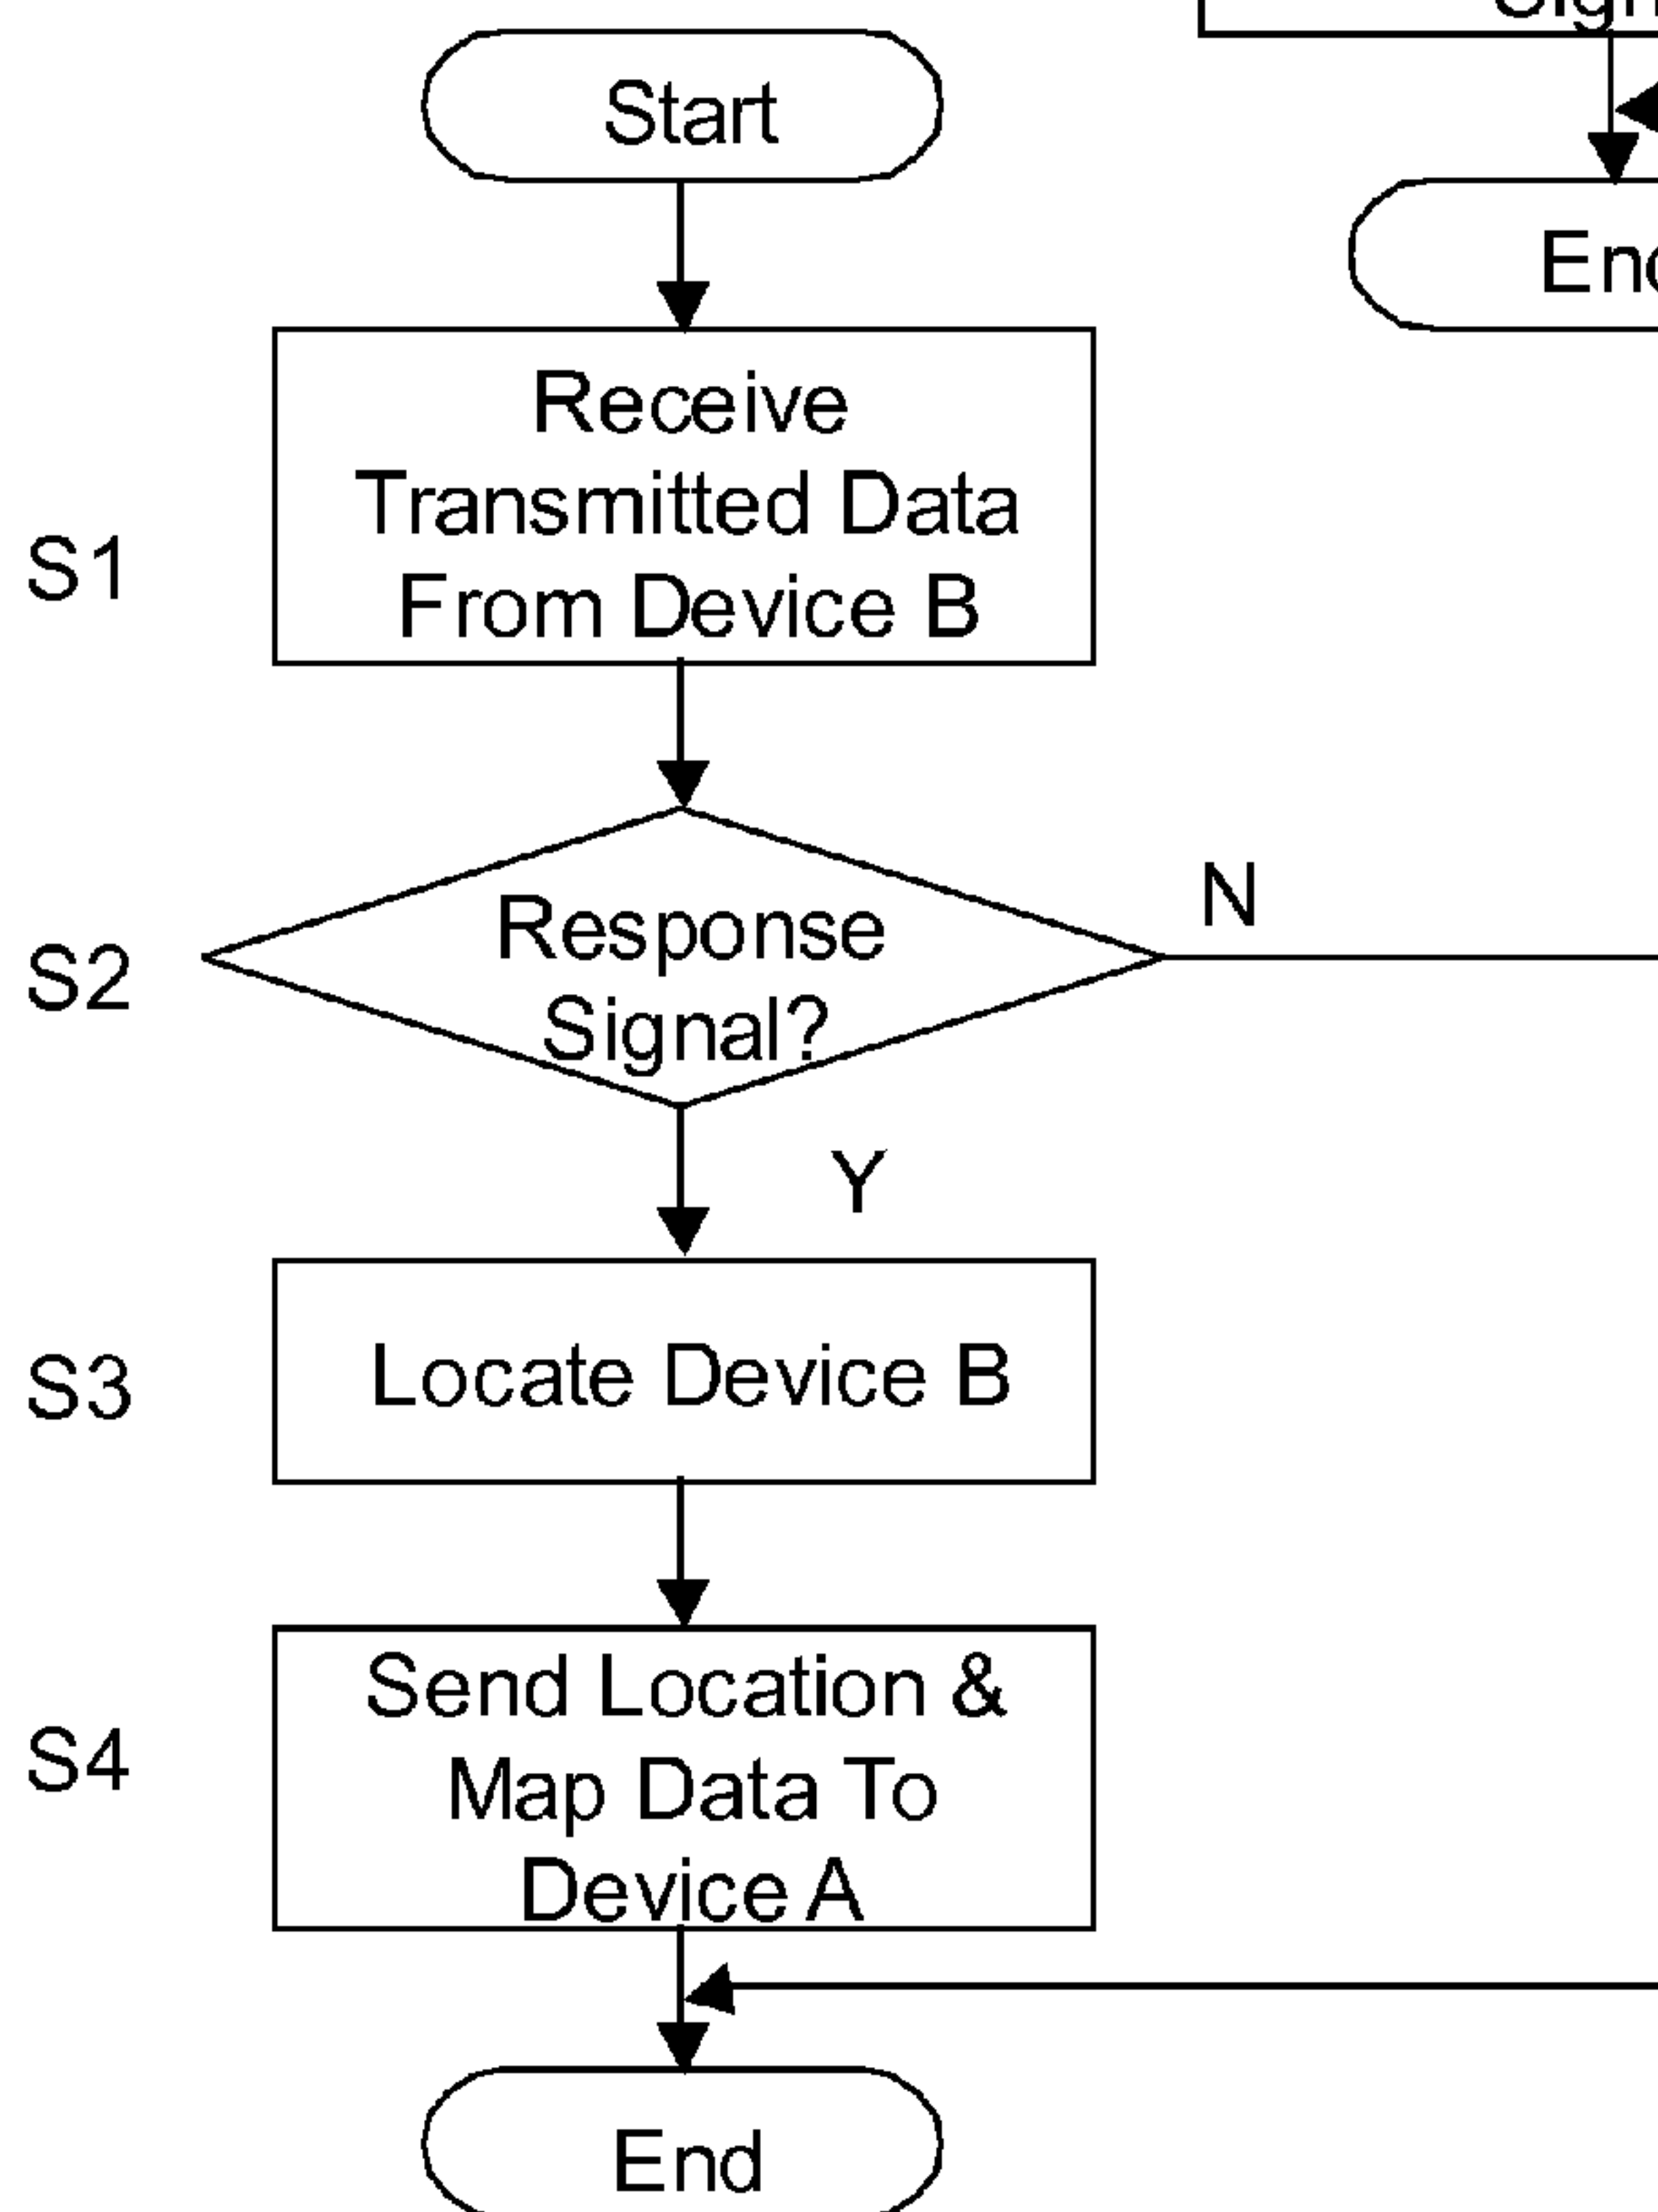 Start
S1
Receive
Transmitted Data
From Device B
S2
Response
Signal?
N
Y
S3
Locate Device B
S4
Send Location &
Map Data To
Device A
End